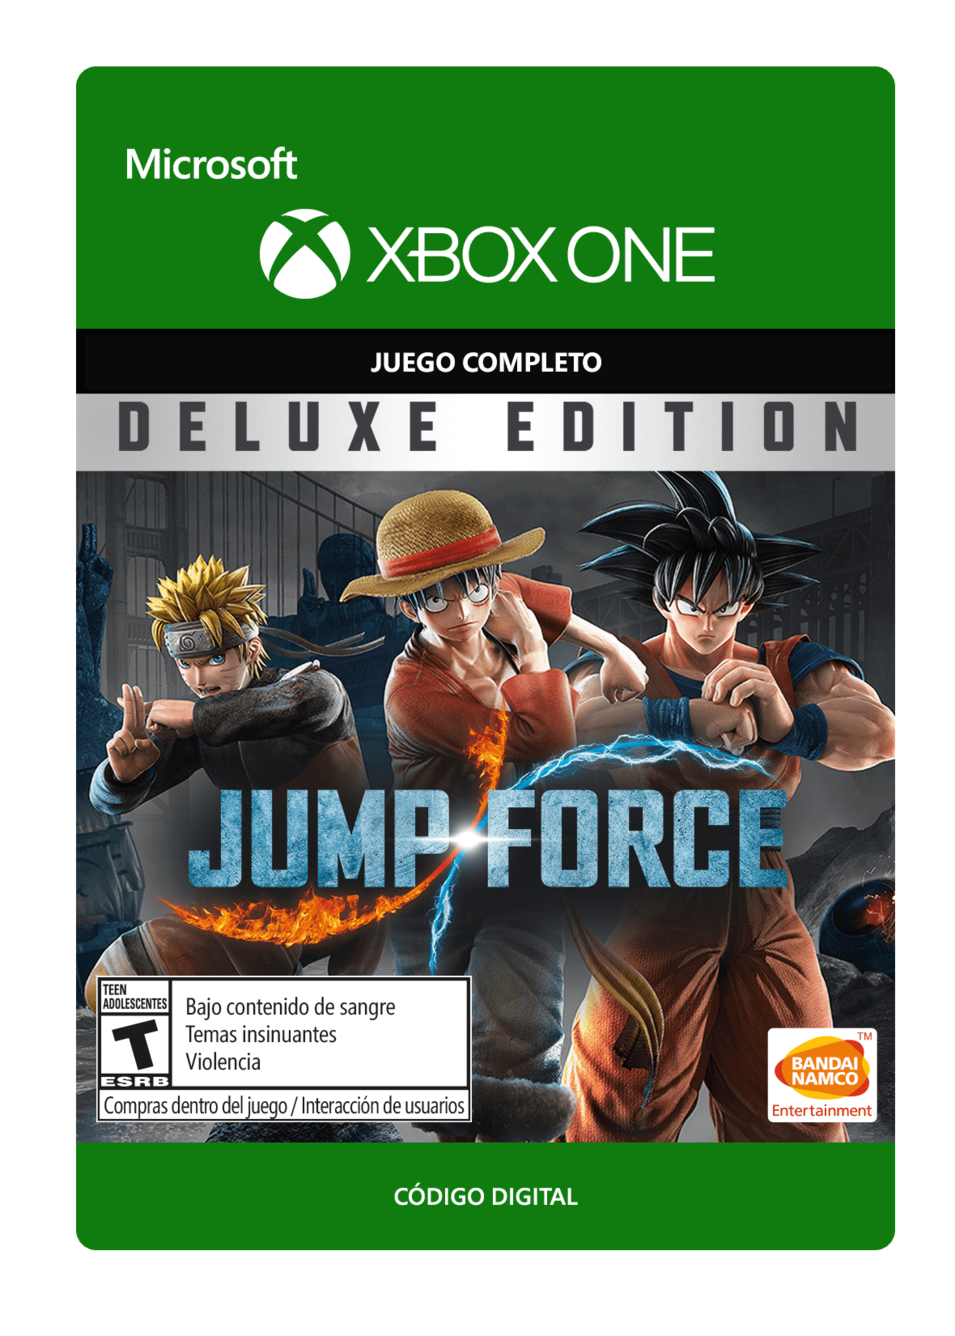 Microsoft
XBOX ONE
JUEGO COMPLETO
DELUXE EDITION
JUMP FORCE
TEEN
ADOLESCENTES
T
ESRB
Bajo contenido de sangre
Temas insinuantes
Violencia
Compras dentro del juego / Interacción de usuarios
TM
BANDAI
NAMCO
Entertainment
CÓDIGO DIGITAL